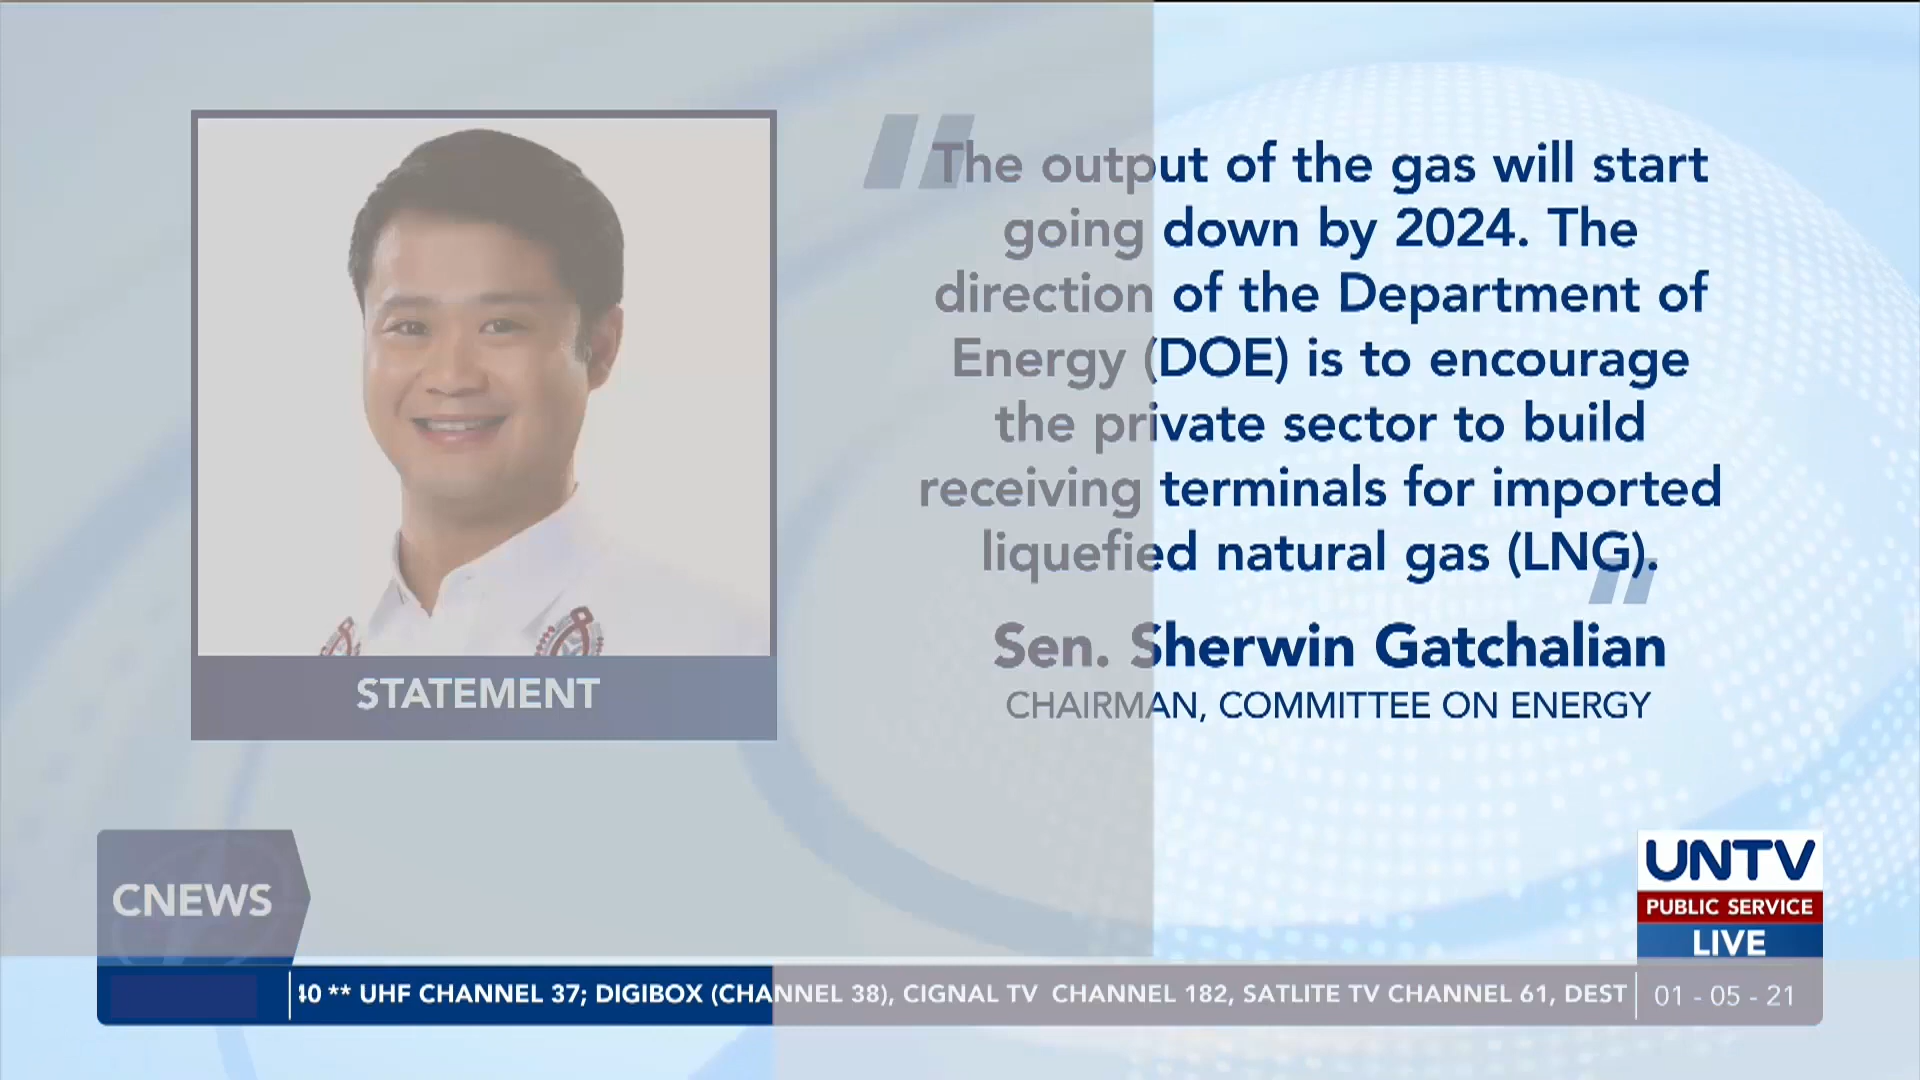 The output of the gas will start
going down by 2024. The
direction of the Department of
Energy (DOE) is to encourage
the private sector to build
receiving terminals for imported
liquefied natural gas (LNG).
Sen. Sherwin Gatchalian
CHAIRMAN, COMMITTEE ON ENERGY
STATEMENT
CNEWS
UNTV
PUBLIC SERVICE
LIVE
40 ** UHF CHANNEL 37; DIGIBOX (CHANNEL 38), CIGNAL TV CHANNEL 182, SATLITE TV CHANNEL 61, DEST
01 - 05 - 21